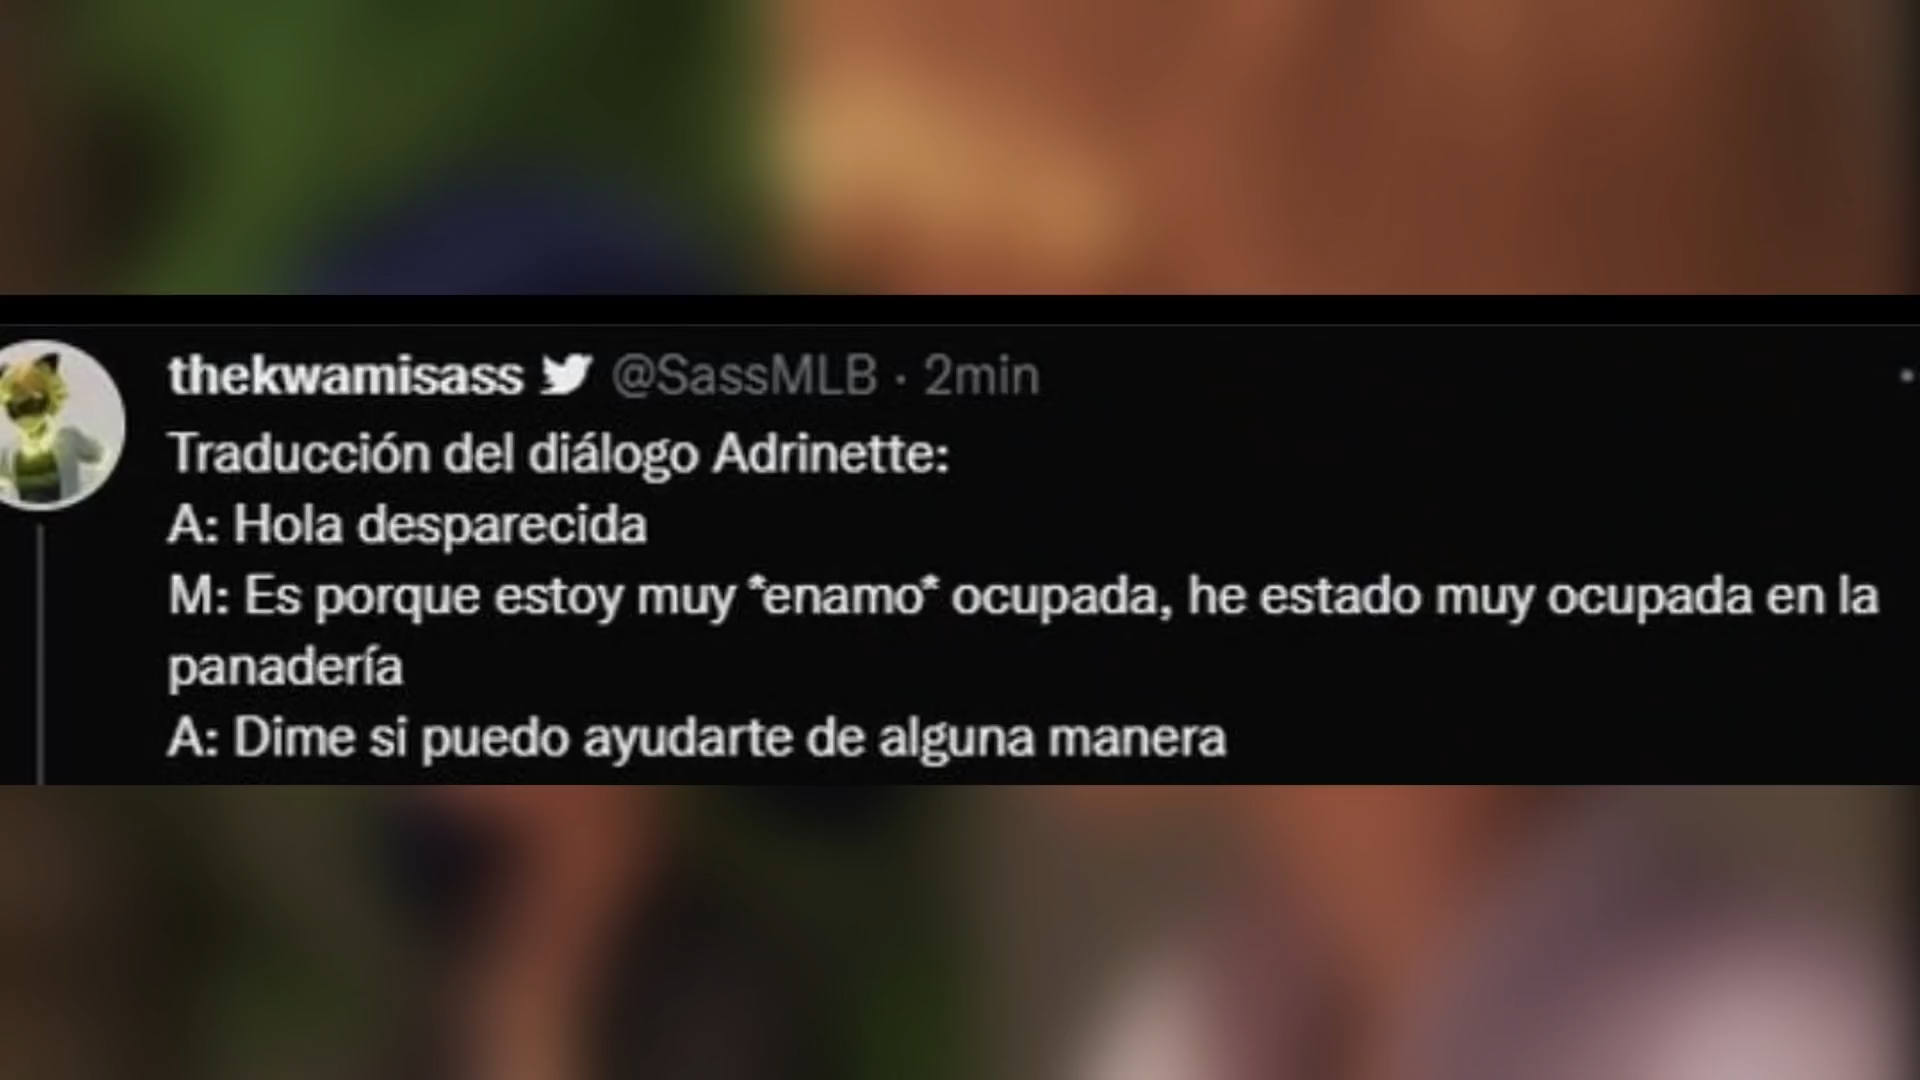 thekwamisass @SassMLB · 2min
Traducción del diálogo Adrinette:
A: Hola desparecida
M: Es porque estoy muy *enamo* ocupada, he estado muy ocupada en la
panadería
A: Dime si puedo ayudarte de alguna manera